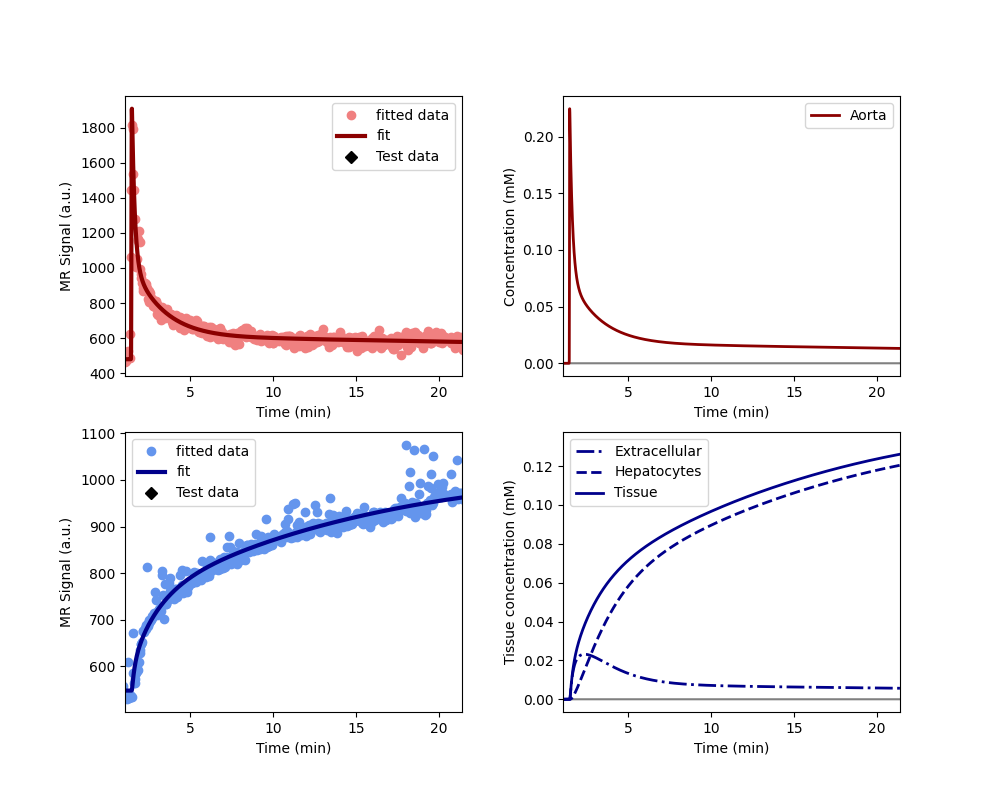 MR Signal (a.u.)
1800
1600
1400
1200
1000
800
600
400
5 10 15 20
Time (min)
fitted data
fit
Test data
Concentration (mM)
0.20
0.15
0.10
0.05
0.00
5 10 15 20
Time (min)
Aorta
MR Signal (a.u.)
1100
1000
900
800
700
600
5 10 15 20
Time (min)
fitted data
fit
Test data
Tissue concentration (mM)
0.12
0.10
0.08
0.06
0.04
0.02
0.00
5 10 15 20
Time (min)
Extracellular
Hepatocytes
Tissue